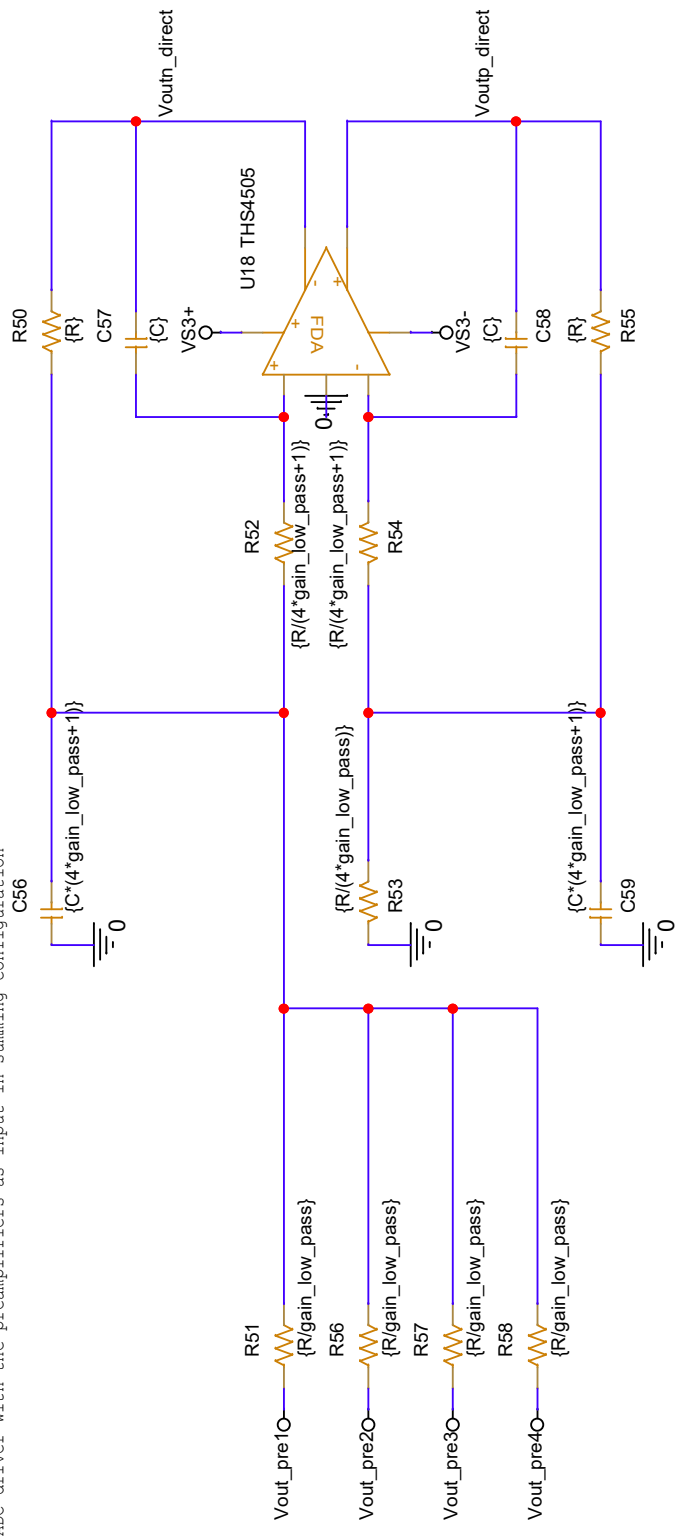 ADC driver with the preamplifiers as input in summing configuration
C56
R50
{C*(4*gain_low_pass+1)}
{R}
C57
0
{C}
Voutn_direct
VS3+
R51
R52
U18 THS4505
Vout_pre1
{R/gain_low_pass}
{R/(4*gain_low_pass+1)}
+
-
+
FDA
0
R56
{R/(4*gain_low_pass)}
{R/(4*gain_low_pass+1)}
-
+
Vout_pre2
{R/gain_low_pass}
R53
R54
R57
0
VS3-
Vout_pre3
{R/gain_low_pass}
Voutp_direct
{C}
R58
C58
Vout_pre4
{R/gain_low_pass}
{C*(4*gain_low_pass+1)}
{R}
C59
R55
0